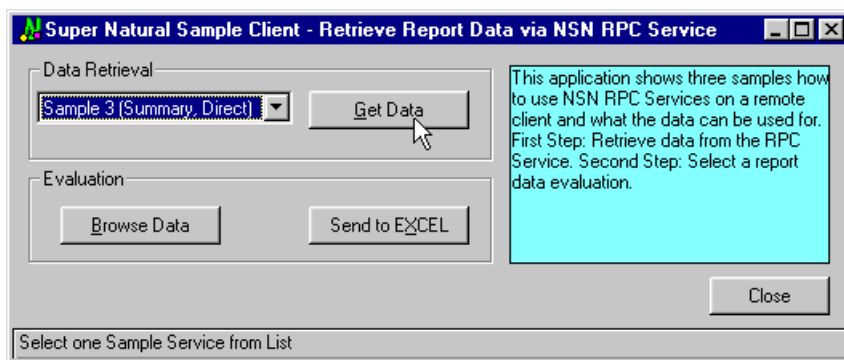 Super Natural Sample Client - Retrieve Report Data via NSN RPC Service
Data Retrieval
Sample 3 (Summary, Direct)
Get Data
This application shows three samples how
to use NSN RPC Services on a remote
client and what the data can be used for.
First Step: Retrieve data from the RPC
Service. Second Step: Select a report
data evaluation.
Evaluation
Browse Data
Send to EXCEL
Close
Select one Sample Service from List